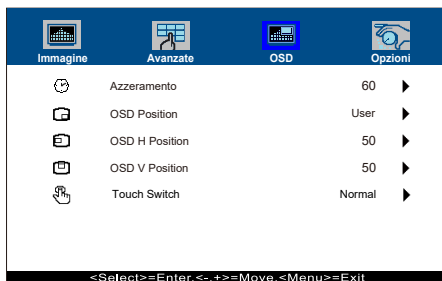 Immagine Avanzate OSD Opzioni
Azzeramento 60
OSD Position User
OSD H Position 50
OSD V Position 50
Touch Switch Normal
<Select>=Enter,<-,+>=Move,<Menu>=Exit